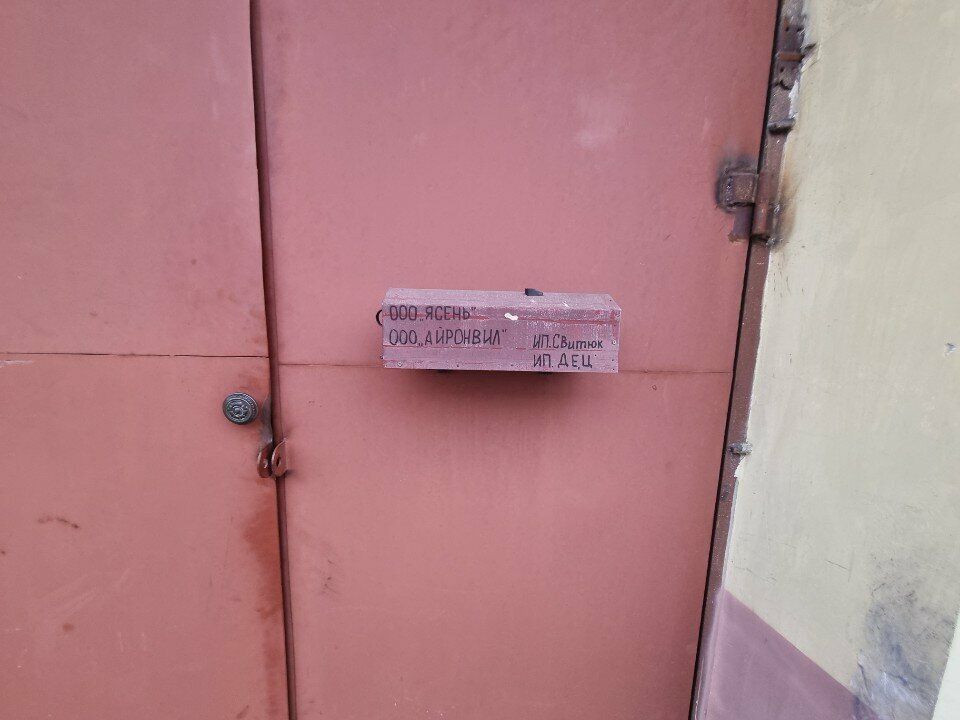 ООО „ЯСЕНЬ"
ООО „АЙРОНВИЛ"
ИП. СВитюк
ИП. ДЕЦ